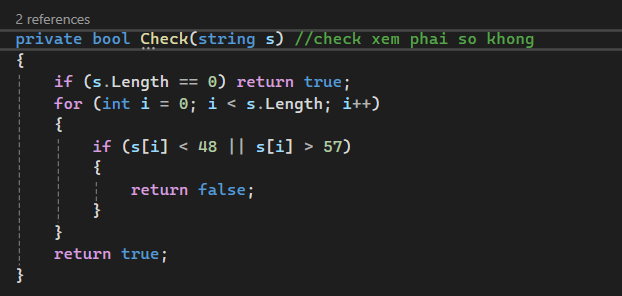 2 references
private bool Check(string s) //check xem phai so khong
{
if (s.Length == 0) return true;
for (int i = 0; i < s.Length; i++)
{
if (s[i] < 48 || s[i] > 57)
{
return false;
}
}
return true;
}